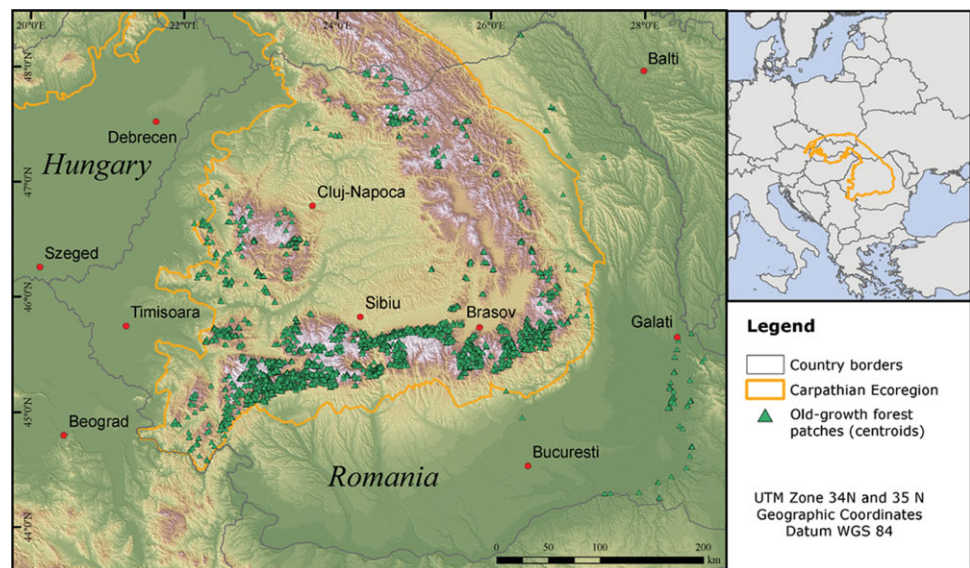 20°0'E
22°0'E
24°0'E
26°0'E
28°0'E
48°0'N
47°0'N
46°0'N
45°0'N
44°0'N
Balti
Debrecen
Hungary
Cluj-Napoca
Szeged
Timisoara
Sibiu
Brasov
Galati
Beograd
Bucuresti
Romania
0
50
100
200
km
Legend
Country borders
Carpathian Ecoregion
Old-growth forest
patches (centroids)
UTM Zone 34N and 35 N
Geographic Coordinates
Datum WGS 84